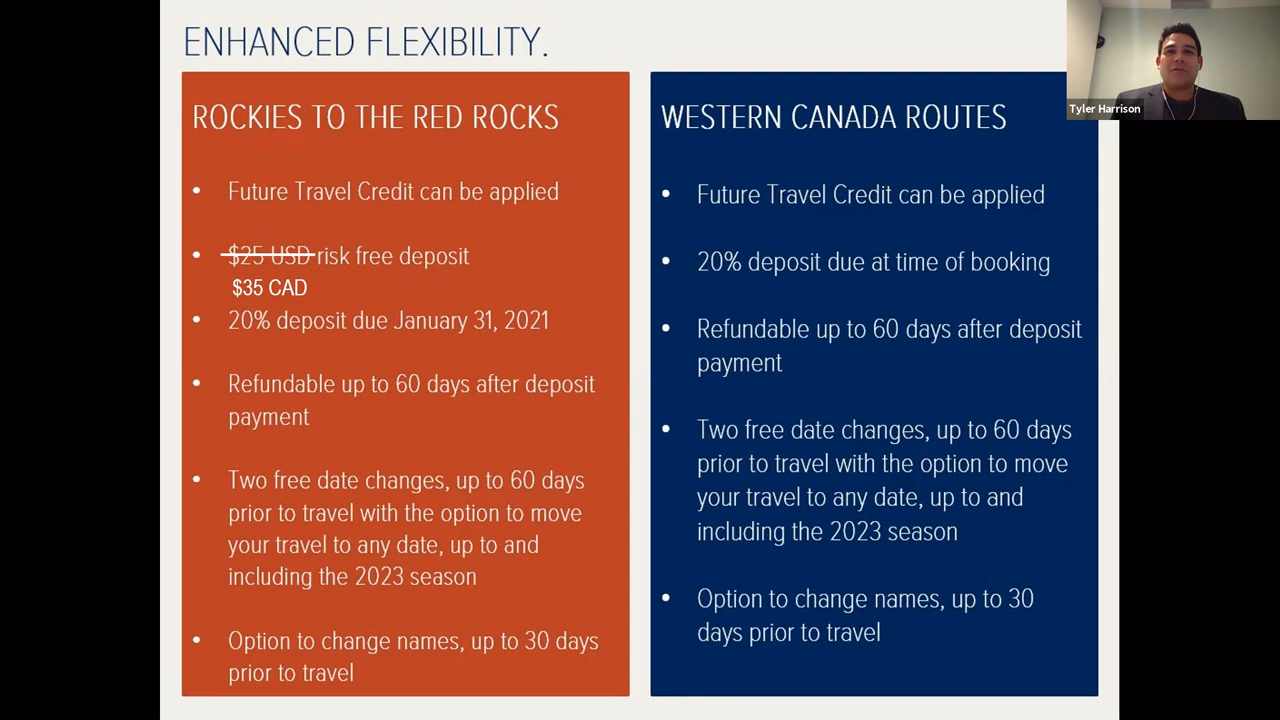 ENHANCED FLEXIBILITY.
ROCKIES TO THE RED ROCKS
• Future Travel Credit can be applied
• $25 USD risk free deposit
$35 CAD
• 20% deposit due January 31, 2021
• Refundable up to 60 days after deposit
payment
• Two free date changes, up to 60 days
prior to travel with the option to move
your travel to any date, up to and
including the 2023 season
• Option to change names, up to 30 days
prior to travel
WESTERN CANADA ROUTES
• Future Travel Credit can be applied
• 20% deposit due at time of booking
• Refundable up to 60 days after deposit
payment
• Two free date changes, up to 60 days
prior to travel with the option to move
your travel to any date, up to and
including the 2023 season
• Option to change names, up to 30
days prior to travel
Tyler Harrison